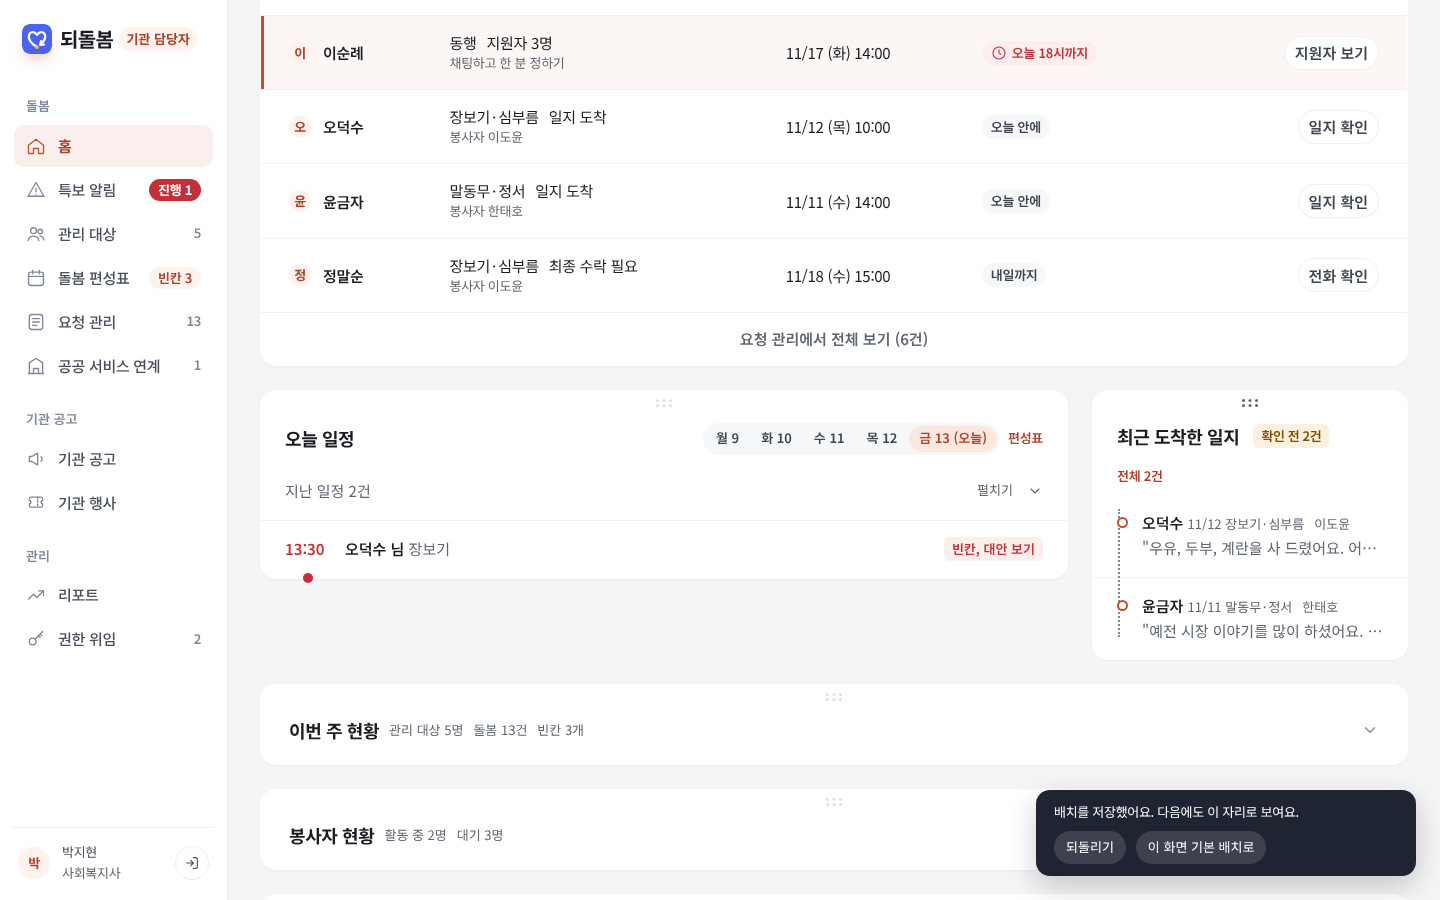 되돌봄 기관 담당자
돌봄
홈
특보 알림 진행 1
관리 대상 5
돌봄 편성표 빈칸 3
요청 관리 13
공공 서비스 연계 1
기관 공고
기관 공고
기관 행사
관리
리포트
권한 위임 2
박 박지현
사회복지사
이 이순례 동행 지원자 3명 11/17 (화) 14:00 오늘 18시까지 지원자 보기
채팅하고 한 분 정하기
오 오덕수 장보기·심부름 일지 도착 11/12 (목) 10:00 오늘 안에 일지 확인
봉사자 이도윤
윤 윤금자 말동무·정서 일지 도착 11/11 (수) 14:00 오늘 안에 일지 확인
봉사자 한태호
정 정말순 장보기·심부름 최종 수락 필요 11/18 (수) 15:00 내일까지 전화 확인
봉사자 이도윤
요청 관리에서 전체 보기 (6건)
오늘 일정 월 9 화 10 수 11 목 12 금 13 (오늘) 편성표
지난 일정 2건 펼치기
13:30 오덕수 님 장보기 빈칸, 대안 보기
최근 도착한 일지 확인 전 2건
전체 2건
오덕수 11/12 장보기·심부름 이도윤
"우유, 두부, 계란을 사 드렸어요. 어…
윤금자 11/11 말동무·정서 한태호
"예전 시장 이야기를 많이 하셨어요. …
이번 주 현황 관리 대상 5명 돌봄 13건 빈칸 3개
봉사자 현황 활동 중 2명 대기 3명
배치를 저장했어요. 다음에도 이 자리로 보여요.
되돌리기 이 화면 기본 배치로